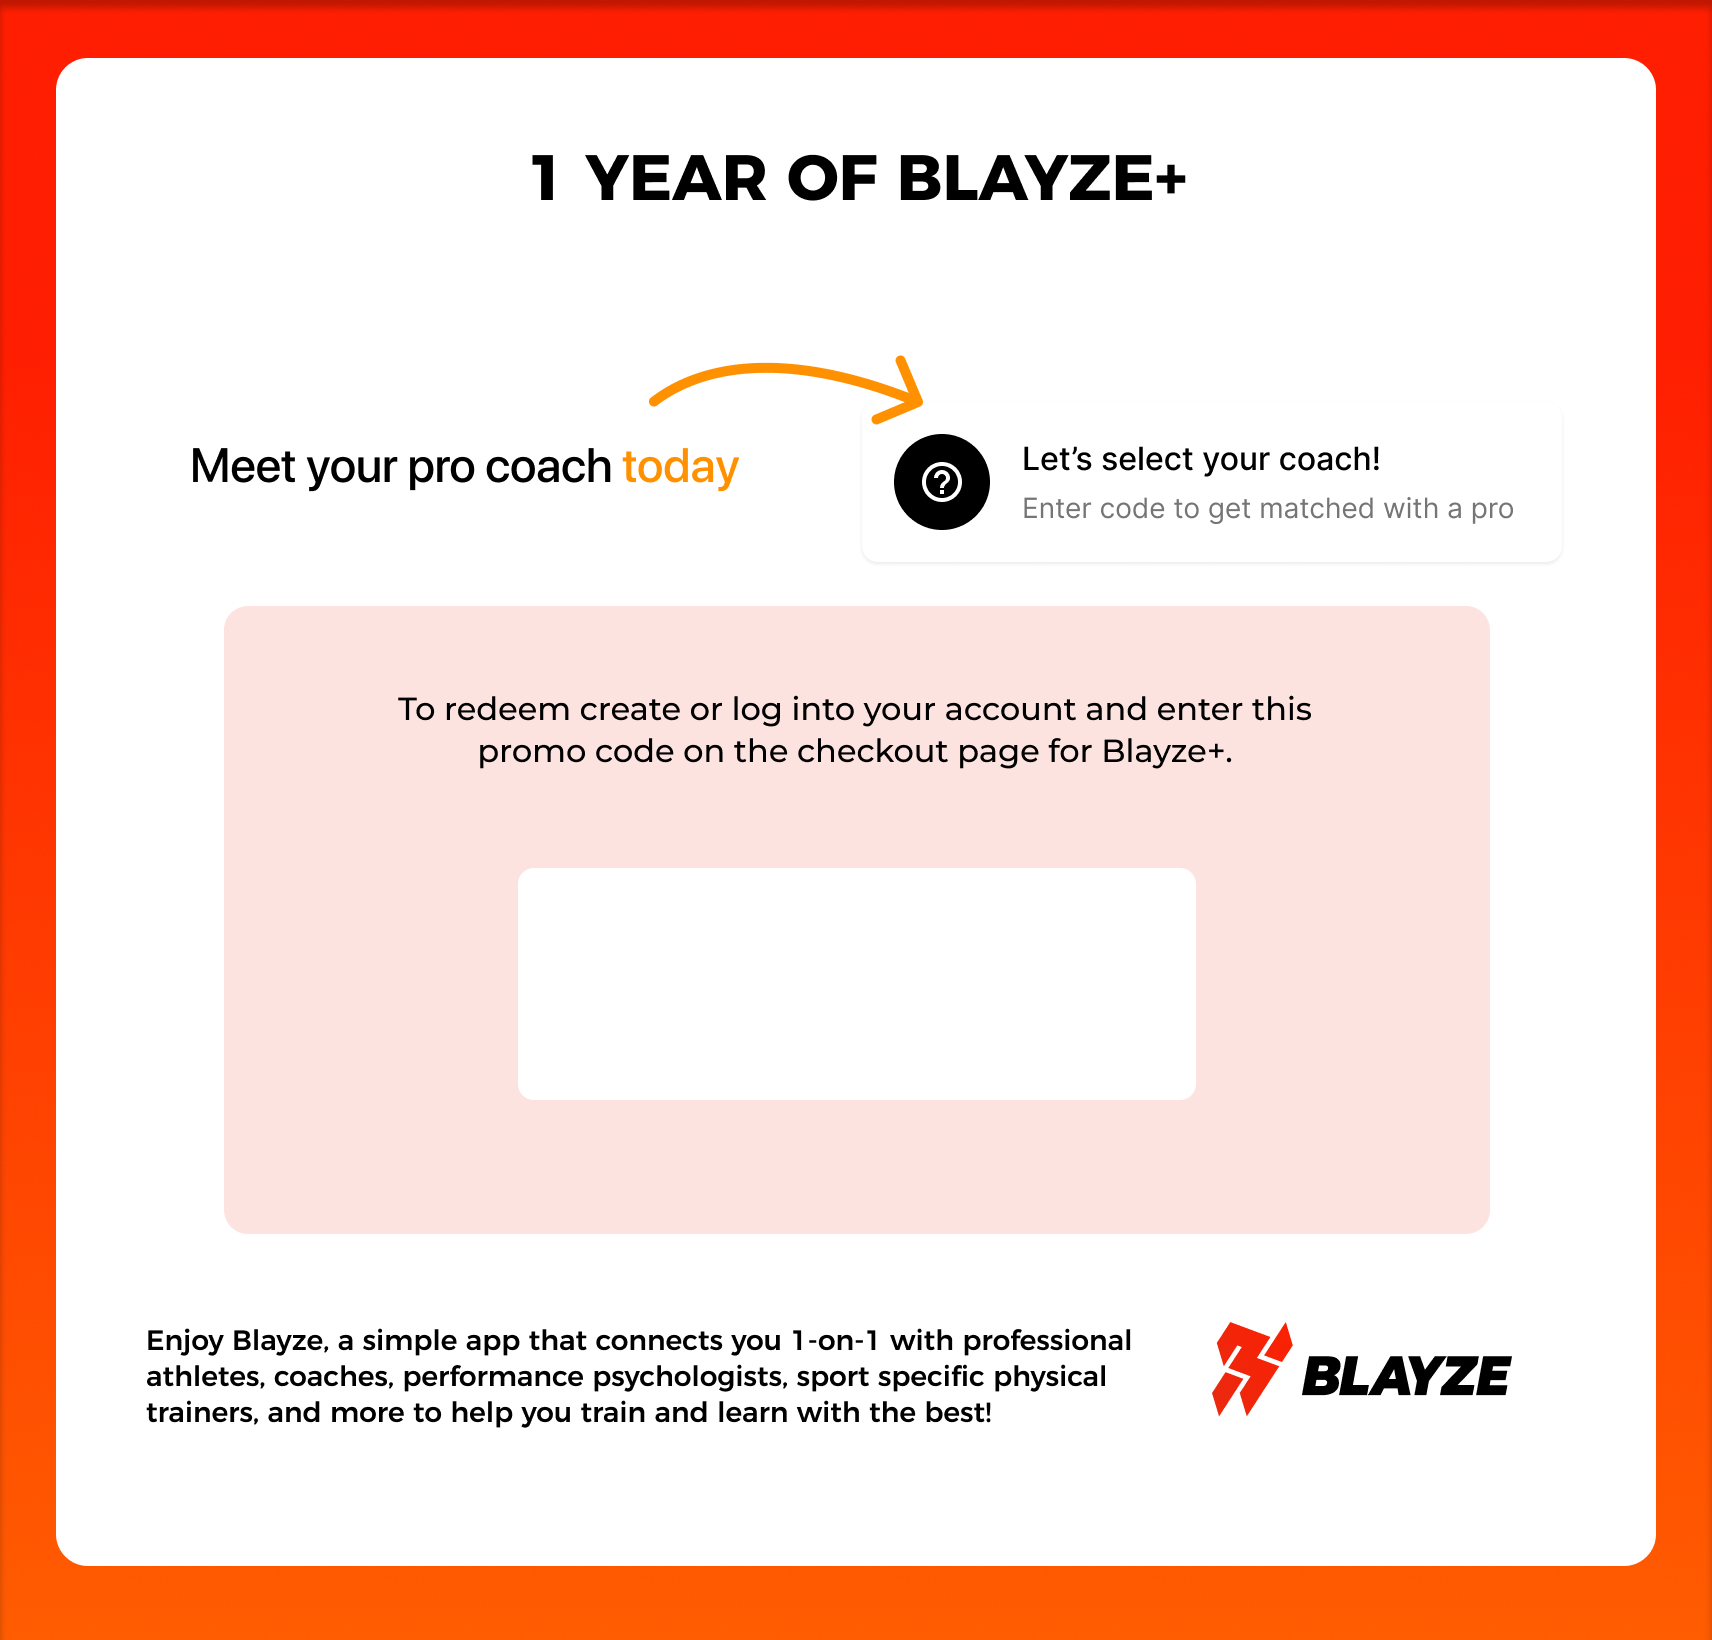 1 YEAR OF BLAYZE+
Meet your pro coach today
Let’s select your coach!
Enter code to get matched with a pro
To redeem create or log into your account and enter this
promo code on the checkout page for Blayze+.
Enjoy Blayze, a simple app that connects you 1-on-1 with professional
athletes, coaches, performance psychologists, sport specific physical
trainers, and more to help you train and learn with the best!
BLAYZE